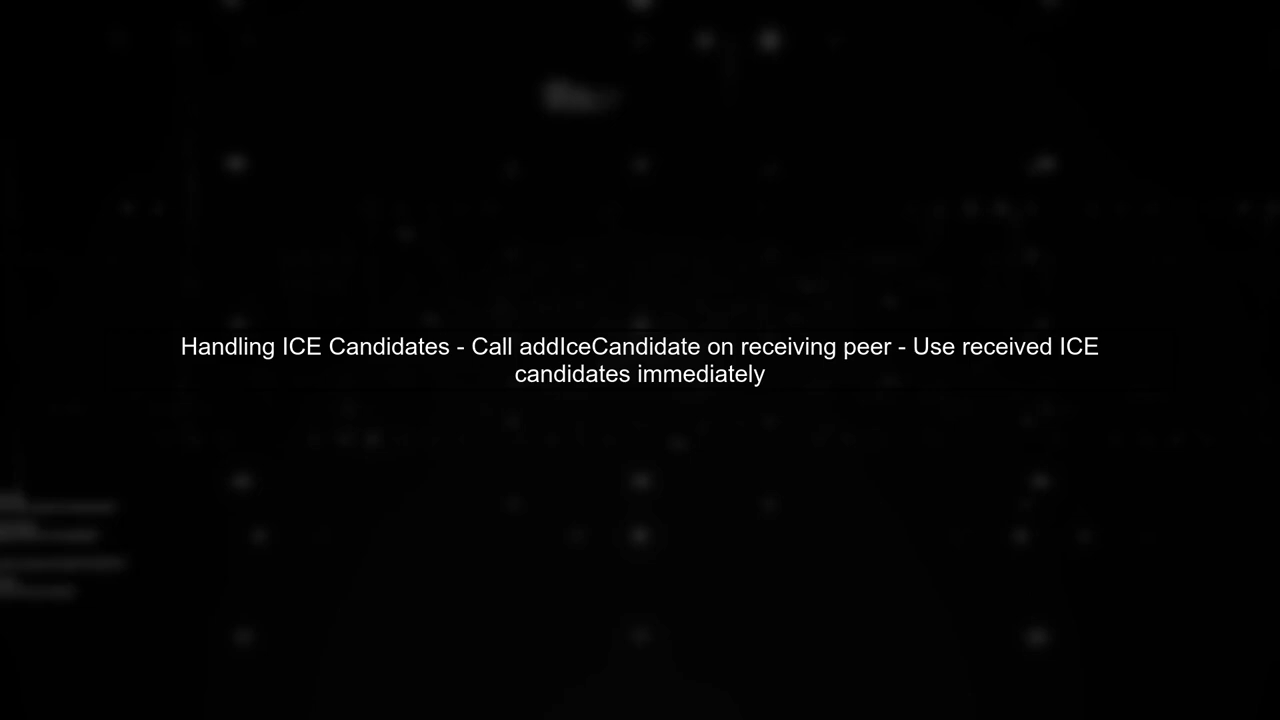 Handling ICE Candidates - Call addIceCandidate on receiving peer - Use received ICE
candidates immediately